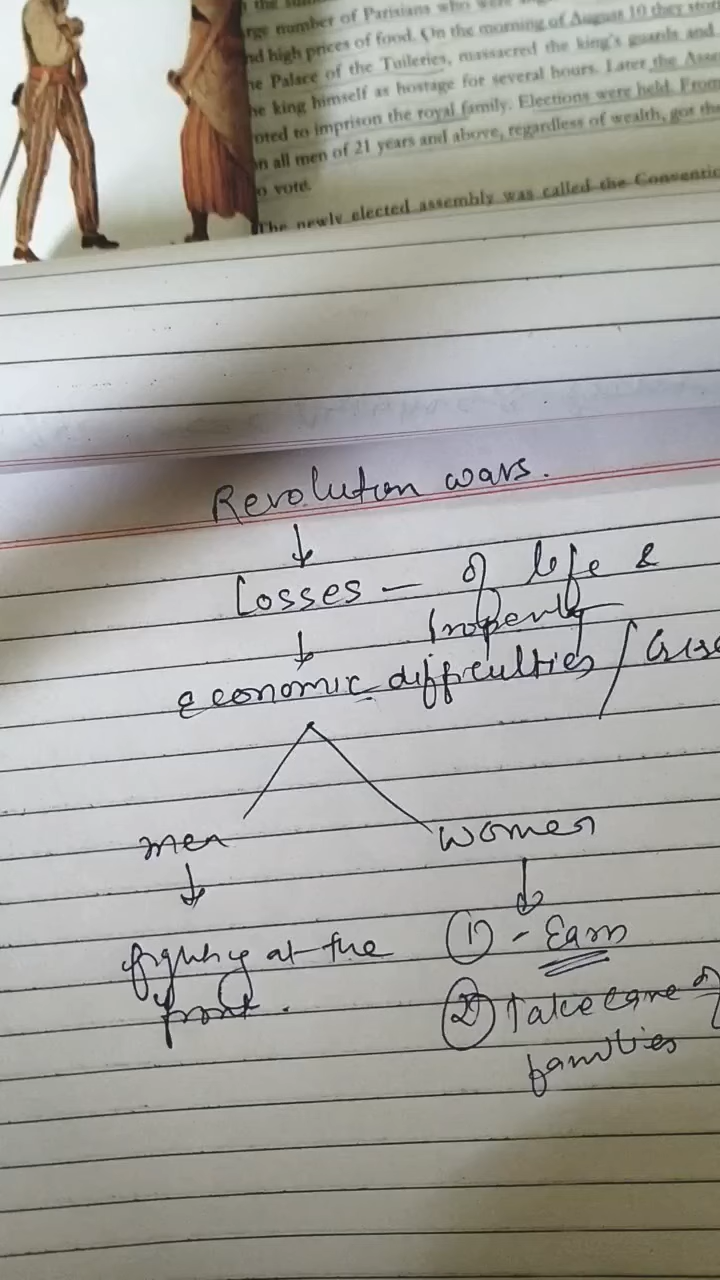 rge number of Parisians who were
nd high prices of food. On the morning of August 10 they
he Palace of the Tuileries, massacred the king's guards and
he king himself as hostage for several hours. Later the
oted to imprison the royal family. Elections were held. From
n all men of 21 years and above, regardless of wealth, got the
o vote.
The newly elected assembly was called the Conventio
Revolution wars.
↓
Losses — of life &
Property
↓
Economic difficulties /
men women
↓ ↓
fighting at the ① - Earn
front. ② Take care of
families